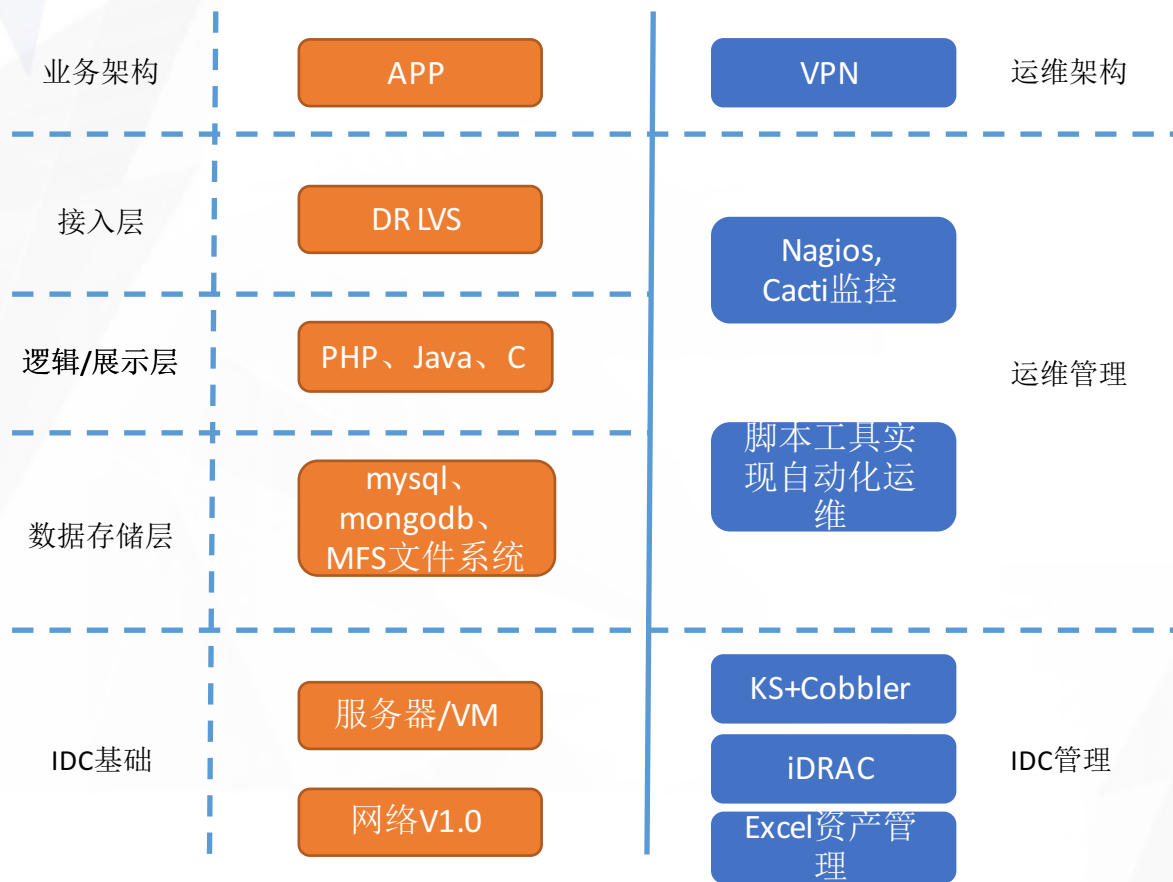 业务架构
APP
VPN
运维架构
接入层
DR LVS
Nagios,
Cacti监控
逻辑/展示层
PHP、Java、C
运维管理
数据存储层
mysql、
mongodb、
MFS文件系统
脚本工具实
现自动化运
维
IDC基础
服务器/VM
网络V1.0
KS+Cobbler
iDRAC
Excel资产管
理
IDC管理